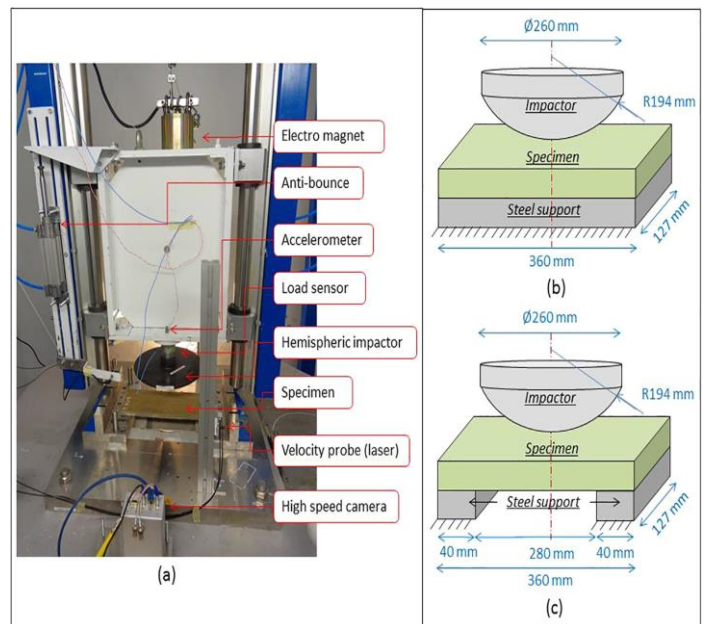 Electro magnet
Anti-bounce
Accelerometer
Load sensor
Hemispheric impactor
Specimen
Velocity probe (laser)
High speed camera
(a)
Ø260 mm
Impactor
R194 mm
Specimen
Steel support
127 mm
360 mm
(b)
Ø260 mm
Impactor
R194 mm
Specimen
Steel support
127 mm
40 mm
280 mm
40 mm
360 mm
(c)